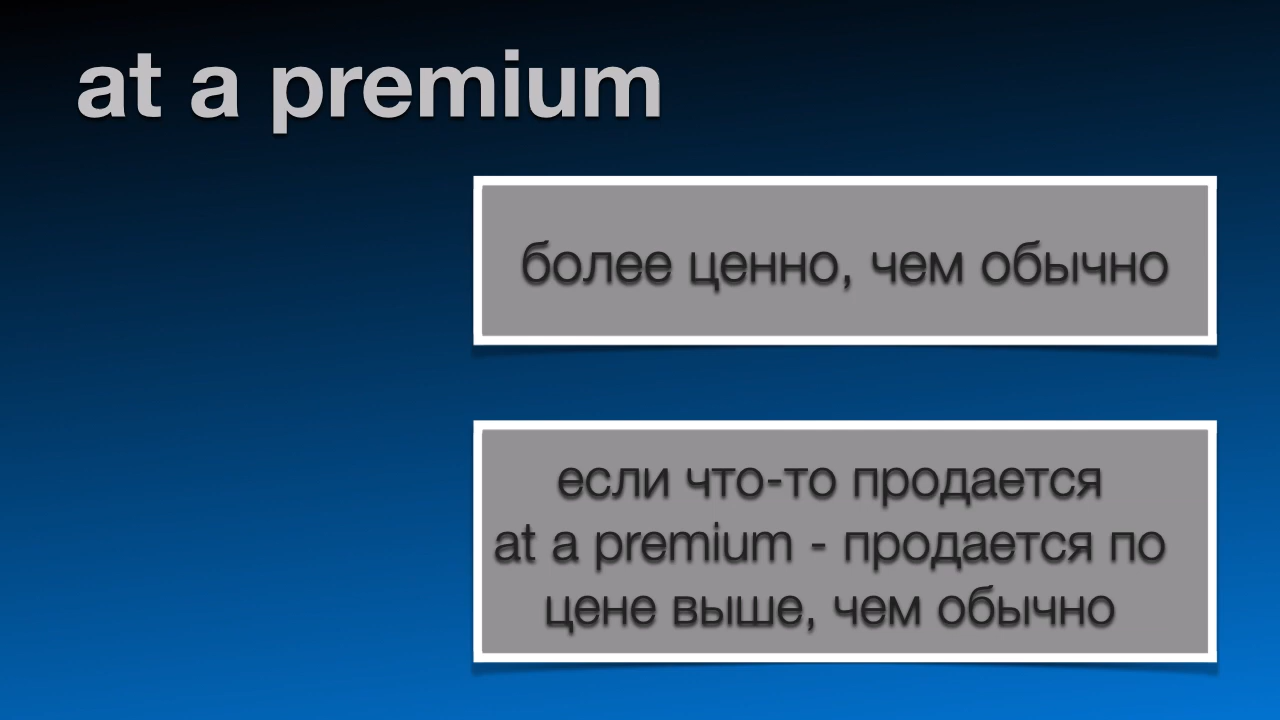 at a premium
более ценно, чем обычно
если что-то продается
at a premium - продается по
цене выше, чем обычно